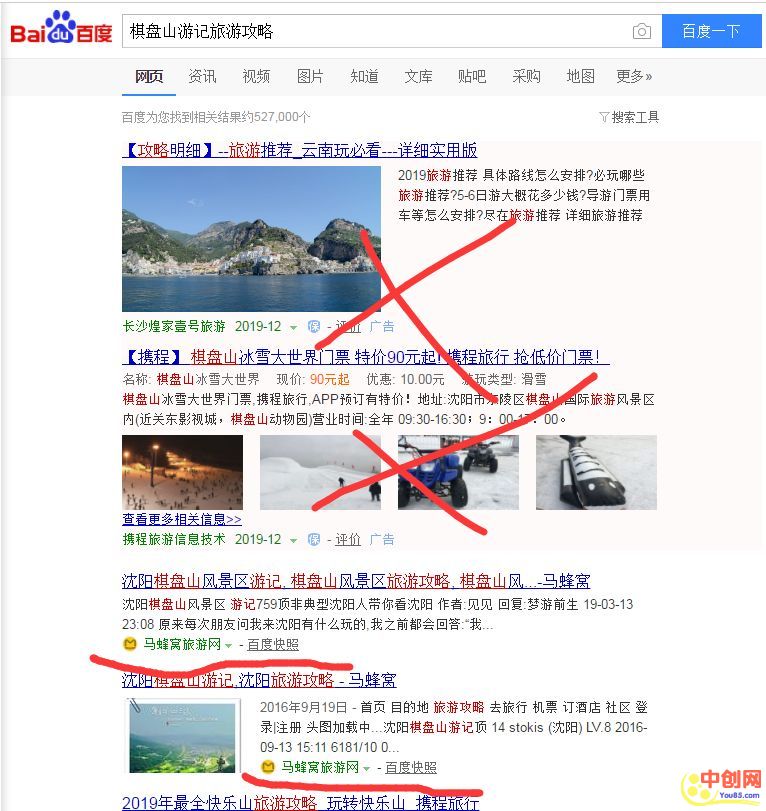 Bai du 百度
棋盘山游记旅游攻略
百度一下
网页 资讯 视频 图片 知道 文库 贴吧 采购 地图 更多»
百度为您找到相关结果约527,000个
搜索工具
【攻略明细】--旅游推荐_云南玩必看---详细实用版
2019旅游推荐 具体路线怎么安排?必玩哪些
旅游推荐?5-6日游大概花多少钱?导游门票用
车等怎么安排?尽在旅游推荐 详细旅游推荐
长沙煌家壹号旅游 2019-12 保 - 评价 广告
【携程】 棋盘山冰雪大世界门票 特价90元起! 携程旅行 抢低价门票!
名称: 棋盘山冰雪大世界 现价: 90元起 优惠: 10.00元 游玩类型: 滑雪
棋盘山冰雪大世界门票,携程旅行,APP预订有特价! 地址:沈阳市东陵区棋盘山国际旅游风景区
内(近关东影视城, 棋盘山动物园)营业时间:全年 09:30-16:30; 9: 00-17: 00。
查看更多相关信息>>
携程旅游信息技术 2019-12 保 - 评价 广告
沈阳棋盘山风景区游记, 棋盘山风景区旅游攻略, 棋盘山风...-马蜂窝
沈阳棋盘山风景区 游记759顶非典型沈阳人带你看沈阳 作者:见见 回复:梦游前生 19-03-13
23:08 原来每次朋友问我来沈阳有什么玩的,我之前都会回答:“我...
马蜂窝旅游网 - 百度快照
沈阳棋盘山游记,沈阳旅游攻略 - 马蜂窝
2016年9月19日 - 首页 目的地 旅游攻略 去旅行 机票 订酒店 社区 登
录|注册 头图加载中...沈阳棋盘山游记顶 14 stokis (沈阳) LV.8 2016-
09-13 15:11 6181/10 0...
马蜂窝旅游网 - 百度快照
2019年最全快乐山旅游攻略_玩转快乐山_携程旅行
中创网
You85.com